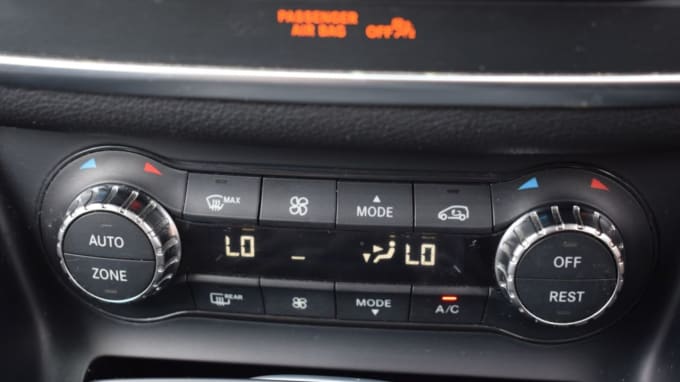 PASSENGER
AIR BAG OFF
MAX
MODE
AUTO
ZONE
LO
LO
OFF
REST
REAR
MODE
A/C